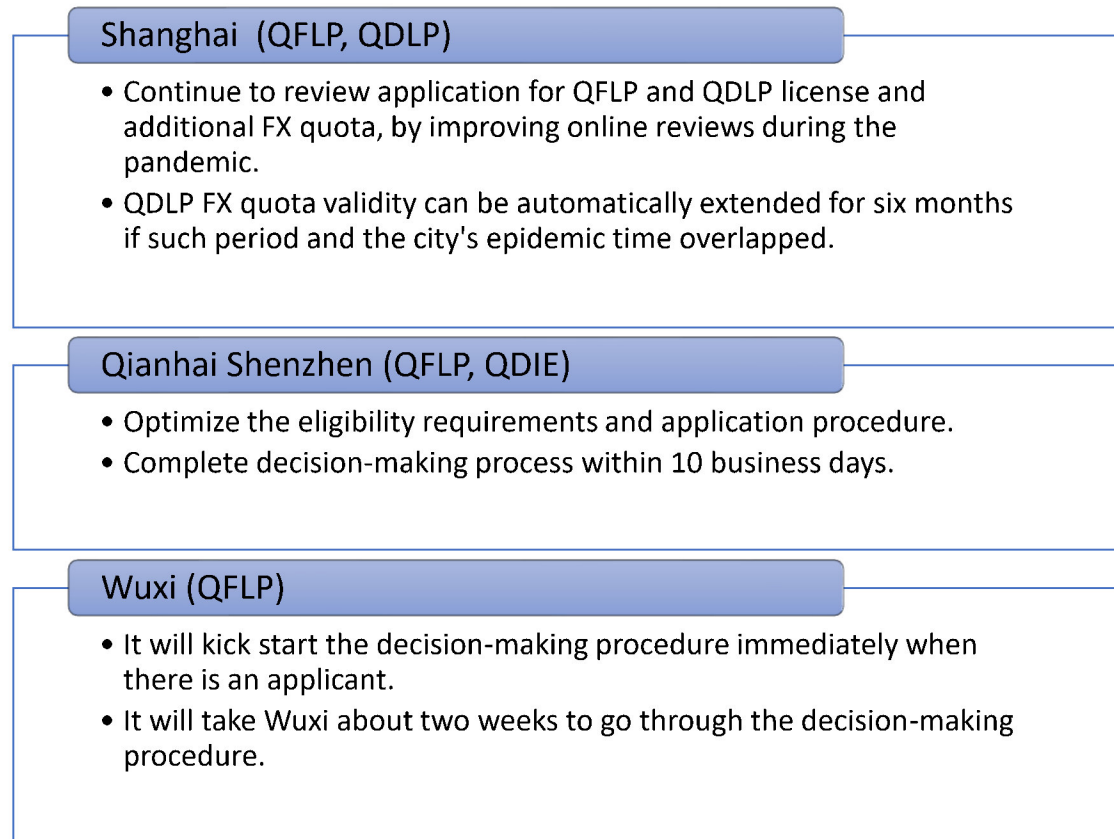 Shanghai  (QFLP, QDLP)
• Continue to review application for QFLP and QDLP license and
additional FX quota, by improving online reviews during the
pandemic.
• QDLP FX quota validity can be automatically extended for six months
if such period and the city's epidemic time overlapped.
Qianhai Shenzhen (QFLP, QDIE)
• Optimize the eligibility requirements and application procedure.
• Complete decision-making process within 10 business days.
Wuxi (QFLP)
• It will kick start the decision-making procedure immediately when
there is an applicant.
• It will take Wuxi about two weeks to go through the decision-making
procedure.